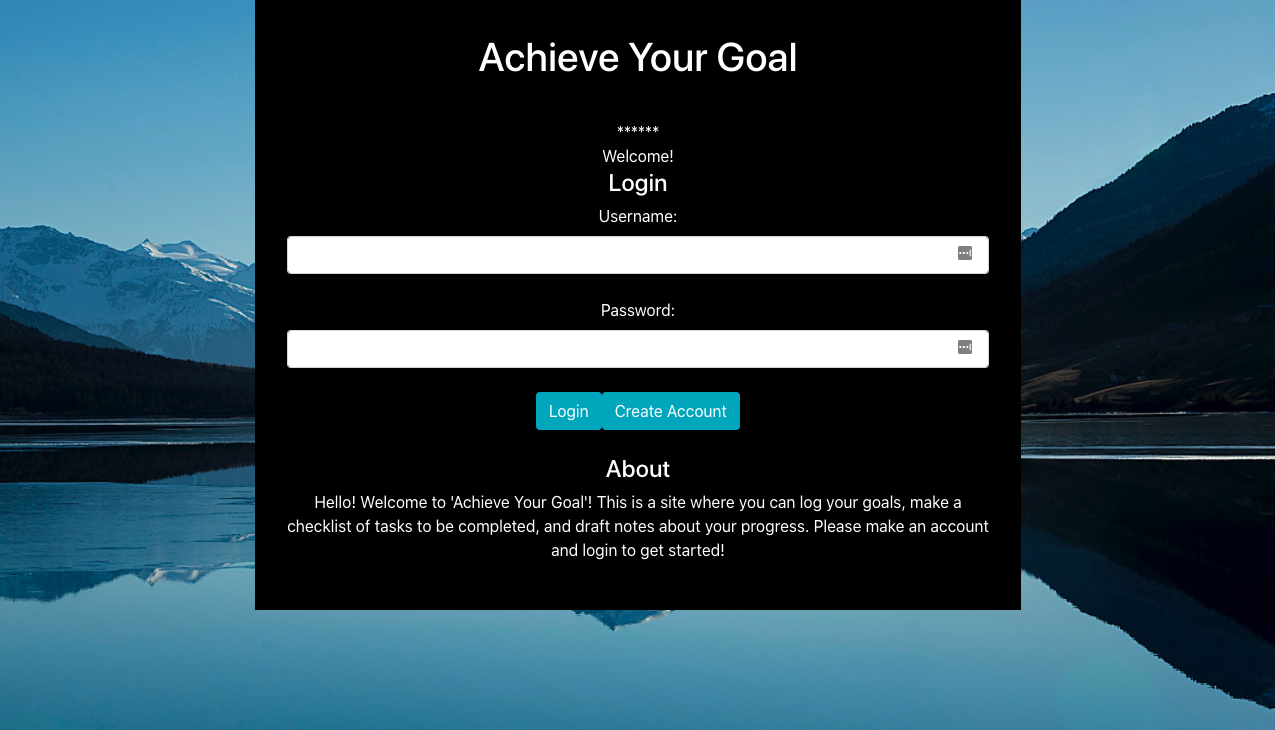 Achieve Your Goal
******
Welcome!
Login
Username:
Password:
Login Create Account
About
Hello! Welcome to 'Achieve Your Goal'! This is a site where you can log your goals, make a
checklist of tasks to be completed, and draft notes about your progress. Please make an account
and login to get started!